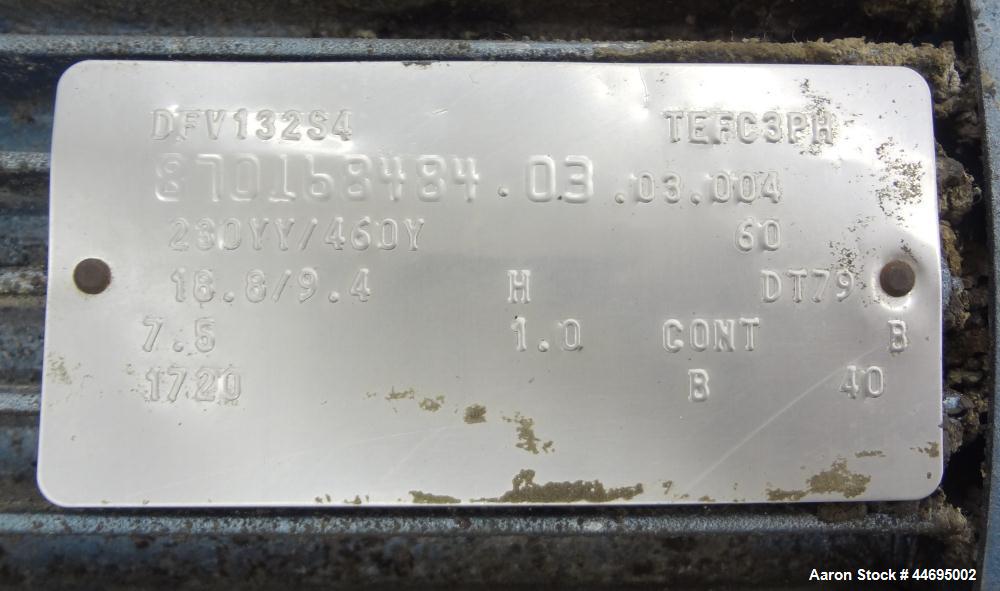 DFV132S4 TEFC3PH
870168484.03.03.004
230YY/460Y 60
18.8/9.4 H DT79
7.5 1.0 CONT B
1720 B 40
Aaron Stock # 44695002